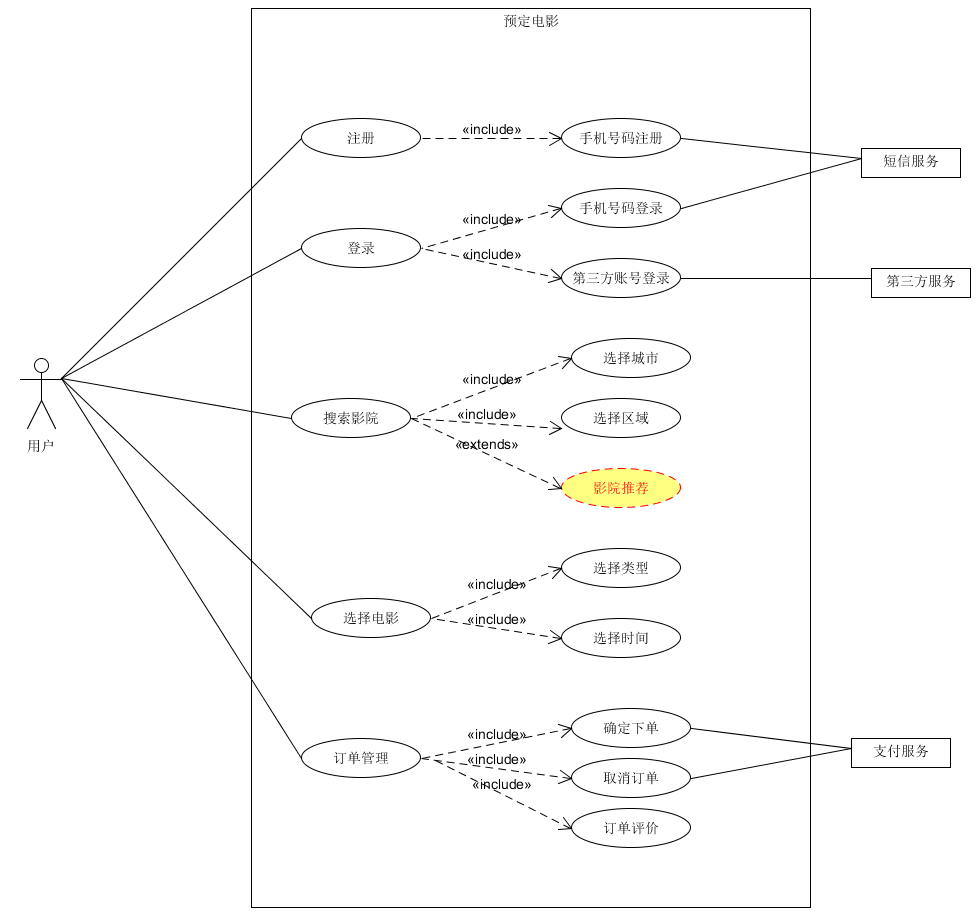 预定电影
注册
«include»
手机号码注册
短信服务
登录
«include»
手机号码登录
«include»
第三方账号登录
第三方服务
用户
搜索影院
«include»
选择城市
«include»
选择区域
«extends»
影院推荐
选择电影
«include»
选择类型
«include»
选择时间
订单管理
«include»
确定下单
«include»
取消订单
«include»
订单评价
支付服务